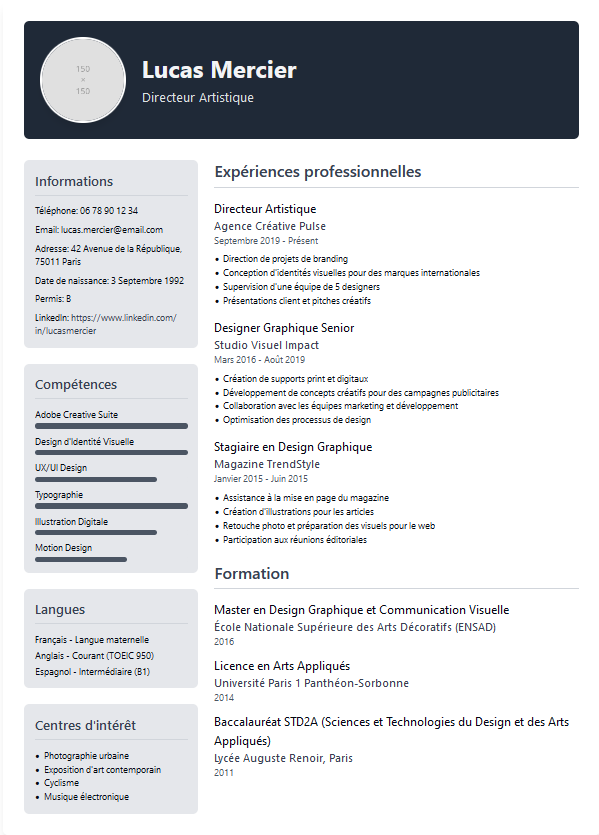 150
×
150
Lucas Mercier
Directeur Artistique
Informations
Téléphone: 06 78 90 12 34
Email: lucas.mercier@email.com
Adresse: 42 Avenue de la République,
75011 Paris
Date de naissance: 3 Septembre 1992
Permis: B
LinkedIn: https://www.linkedin.com/
in/lucasmercier
Compétences
Adobe Creative Suite
Design d'Identité Visuelle
UX/UI Design
Typographie
Illustration Digitale
Motion Design
Langues
Français - Langue maternelle
Anglais - Courant (TOEIC 950)
Espagnol - Intermédiaire (B1)
Centres d'intérêt
• Photographie urbaine
• Exposition d'art contemporain
• Cyclisme
• Musique électronique
Expériences professionnelles
Directeur Artistique
Agence Créative Pulse
Septembre 2019 - Présent
• Direction de projets de branding
• Conception d'identités visuelles pour des marques internationales
• Supervision d'une équipe de 5 designers
• Présentations client et pitches créatifs
Designer Graphique Senior
Studio Visuel Impact
Mars 2016 - Août 2019
• Création de supports print et digitaux
• Développement de concepts créatifs pour des campagnes publicitaires
• Collaboration avec les équipes marketing et développement
• Optimisation des processus de design
Stagiaire en Design Graphique
Magazine TrendStyle
Janvier 2015 - Juin 2015
• Assistance à la mise en page du magazine
• Création d'illustrations pour les articles
• Retouche photo et préparation des visuels pour le web
• Participation aux réunions éditoriales
Formation
Master en Design Graphique et Communication Visuelle
École Nationale Supérieure des Arts Décoratifs (ENSAD)
2016
Licence en Arts Appliqués
Université Paris 1 Panthéon-Sorbonne
2014
Baccalauréat STD2A (Sciences et Technologies du Design et des Arts
Appliqués)
Lycée Auguste Renoir, Paris
2011